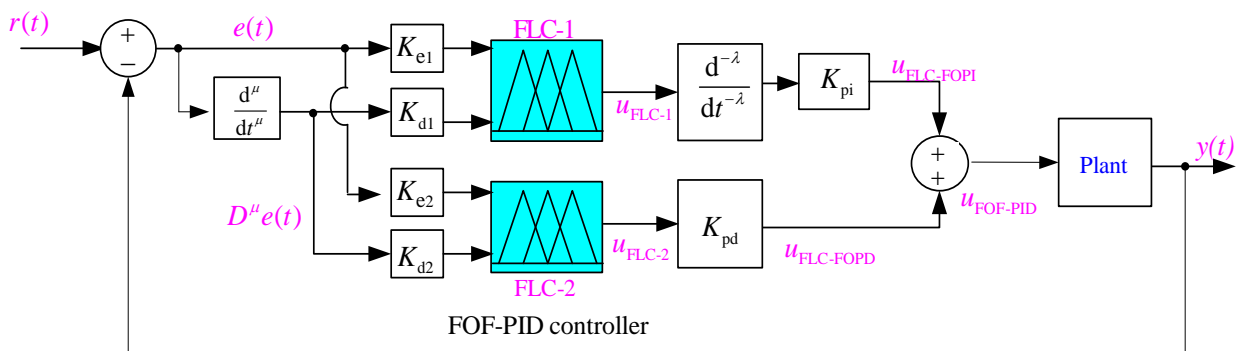 r(t)
+
−
e(t)
d^μ
dt^μ
D^μ e(t)
K_e1
K_d1
K_e2
K_d2
FLC-1
FLC-2
u_FLC-1
u_FLC-2
d^−λ
dt^−λ
K_pi
K_pd
u_FLC-FOPI
u_FLC-FOPD
+
+
u_FOF-PID
Plant
y(t)
FOF-PID controller